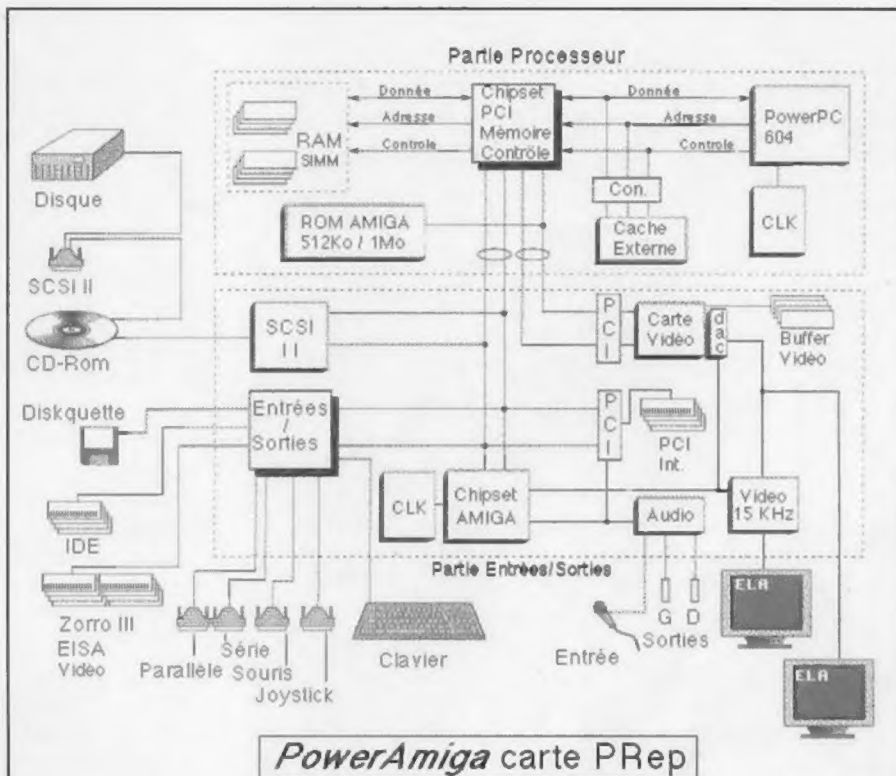 Partie Processeur
Donnée
Adresse
Controle
RAM
SIMM
Chipset
PCI
Mémoire
Contrôle
Donnée
Adresse
Controle
PowerPC
604
Con.
Cache
Externe
CLK
ROM AMIGA
512Ko / 1Mo
Disque
SCSI II
CD-Rom
Diskquette
IDE
Zorro III
EISA
Vidéo
SCSI
II
Entrées
/
Sorties
PCI
Carte
Vidéo
dac
Buffer
Vidéo
PCI
PCI
Int.
CLK
Chipset
AMIGA
Audio
Video
15 KHz
Partie Entrées/Sorties
Parallèle
Série
Souris
Joystick
Clavier
Entrée
G D
Sorties
ELA
ELA
PowerAmiga carte PRep